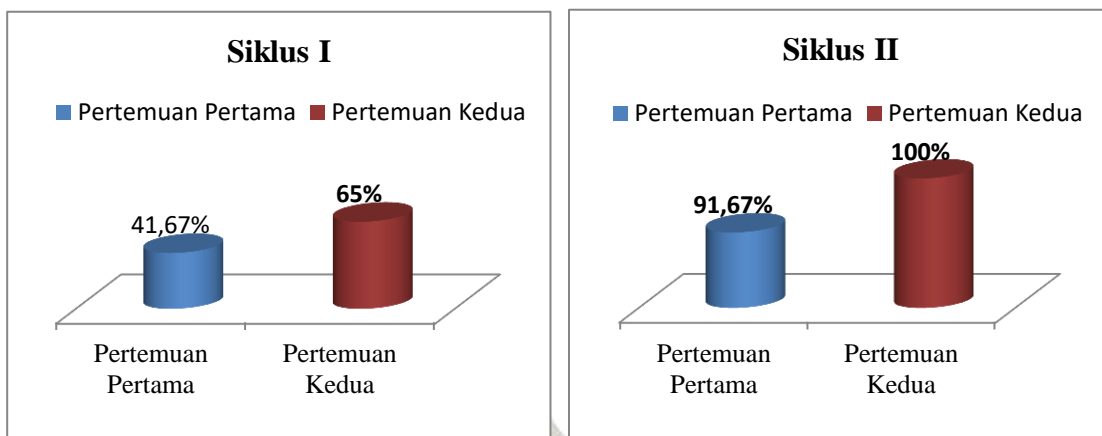 Siklus I
Pertemuan Pertama Pertemuan Kedua
41,67%
65%
Pertemuan
Pertama
Pertemuan
Kedua
Siklus II
Pertemuan Pertama Pertemuan Kedua
91,67%
100%
Pertemuan
Pertama
Pertemuan
Kedua